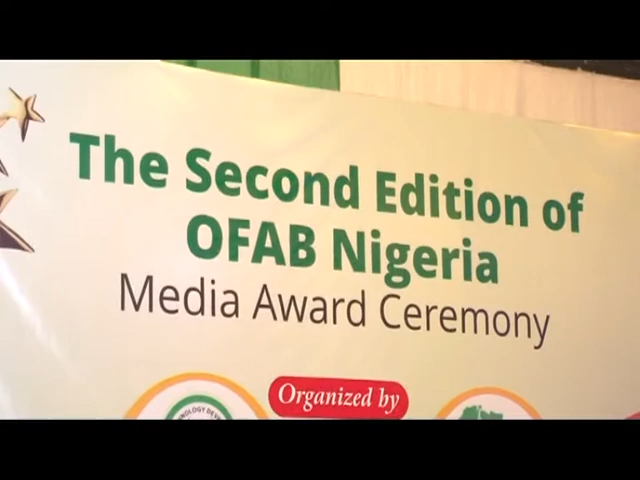 The Second Edition of
OFAB Nigeria
Media Award Ceremony
Organized by